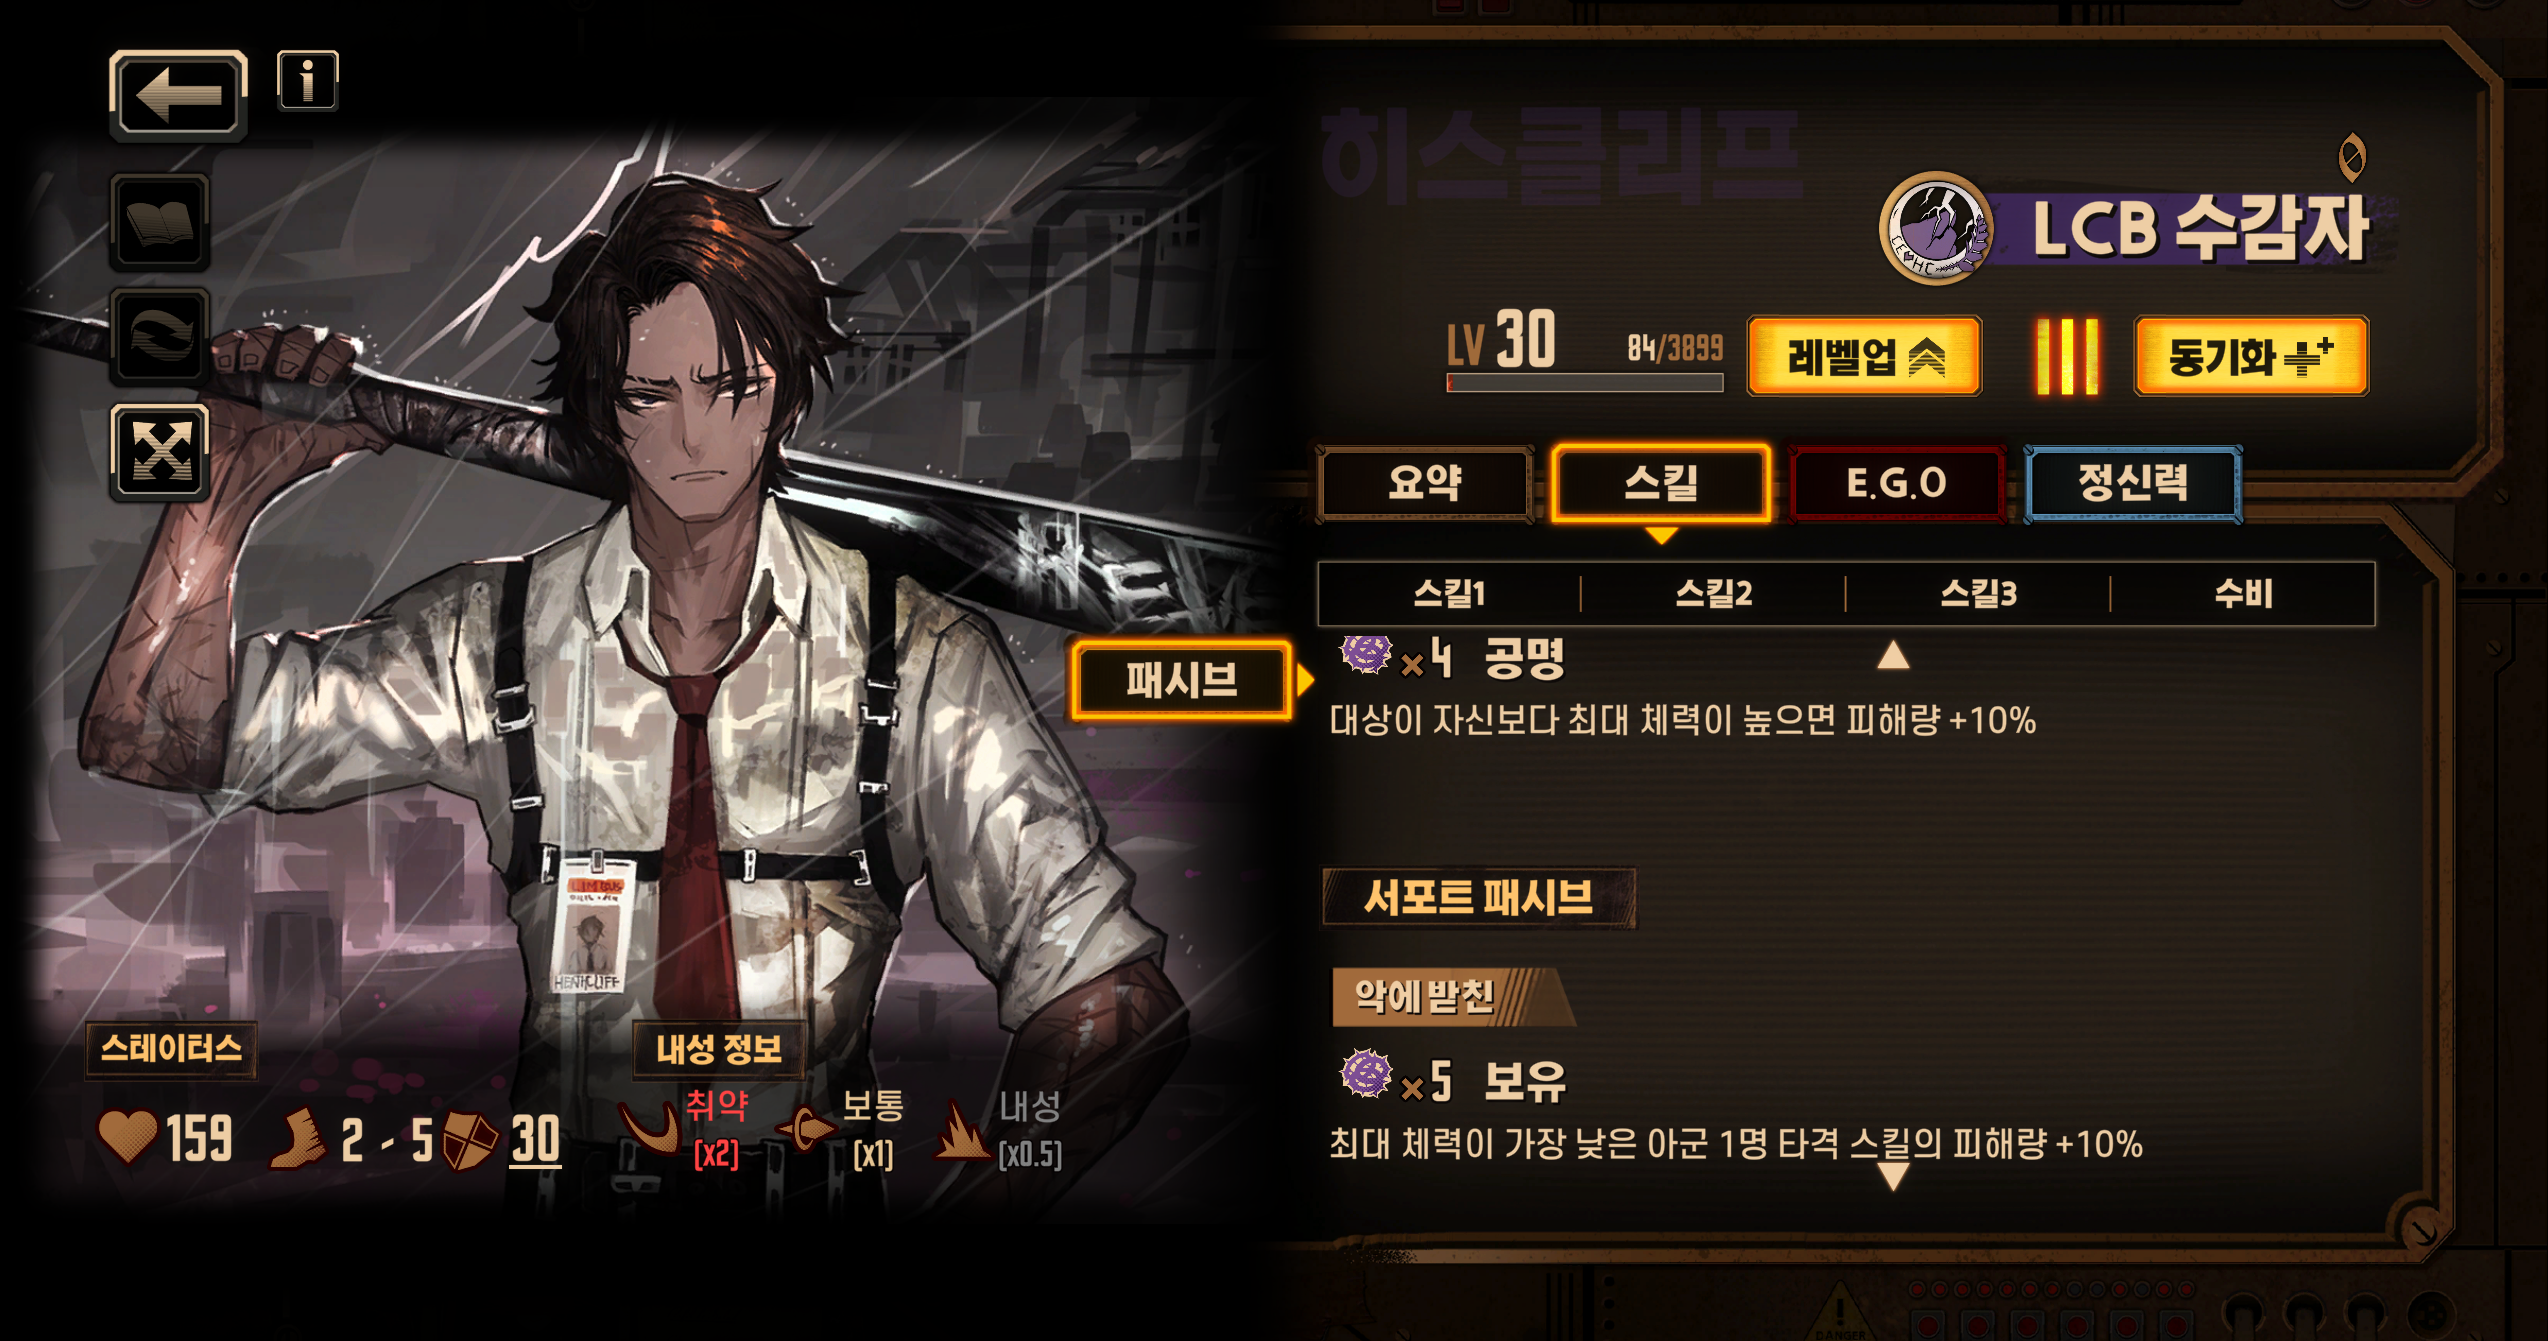 히스클리프
LCB 수감자
LV 30
84/3899
레벨업
동기화
요약
스킬
E.G.O
정신력
스킬1
스킬2
스킬3
수비
패시브
×4 공명
대상이 자신보다 최대 체력이 높으면 피해량 +10%
서포트 패시브
악에 받친
×5 보유
최대 체력이 가장 낮은 아군 1명 타격 스킬의 피해량 +10%
LIMBUS
HEATHCLIFF
스테이터스
159
2 - 5
30
내성 정보
취약
[x2]
보통
[x1]
내성
[x0.5]
DANGER